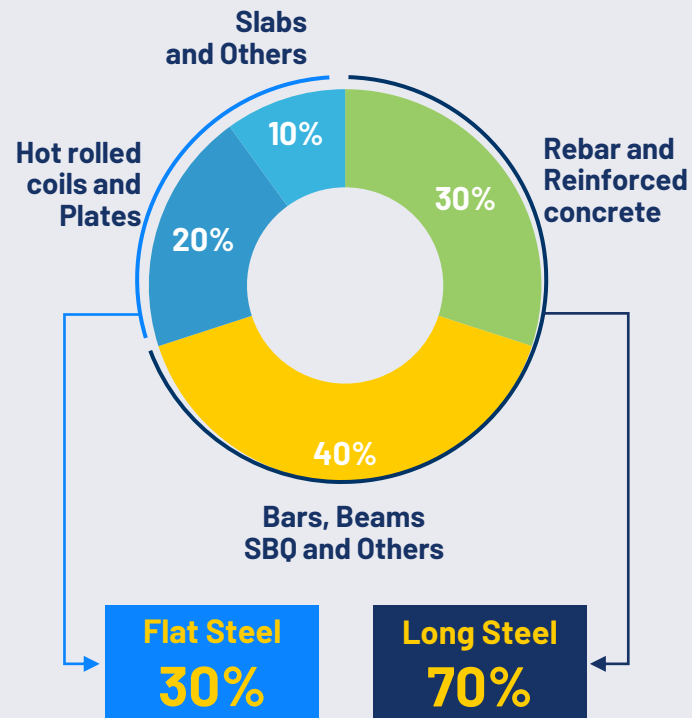 Slabs
and Others
10%
Hot rolled
coils and
Plates
20%
30%
Rebar and
Reinforced
concrete
40%
Bars, Beams
SBQ and Others
Flat Steel
30%
Long Steel
70%